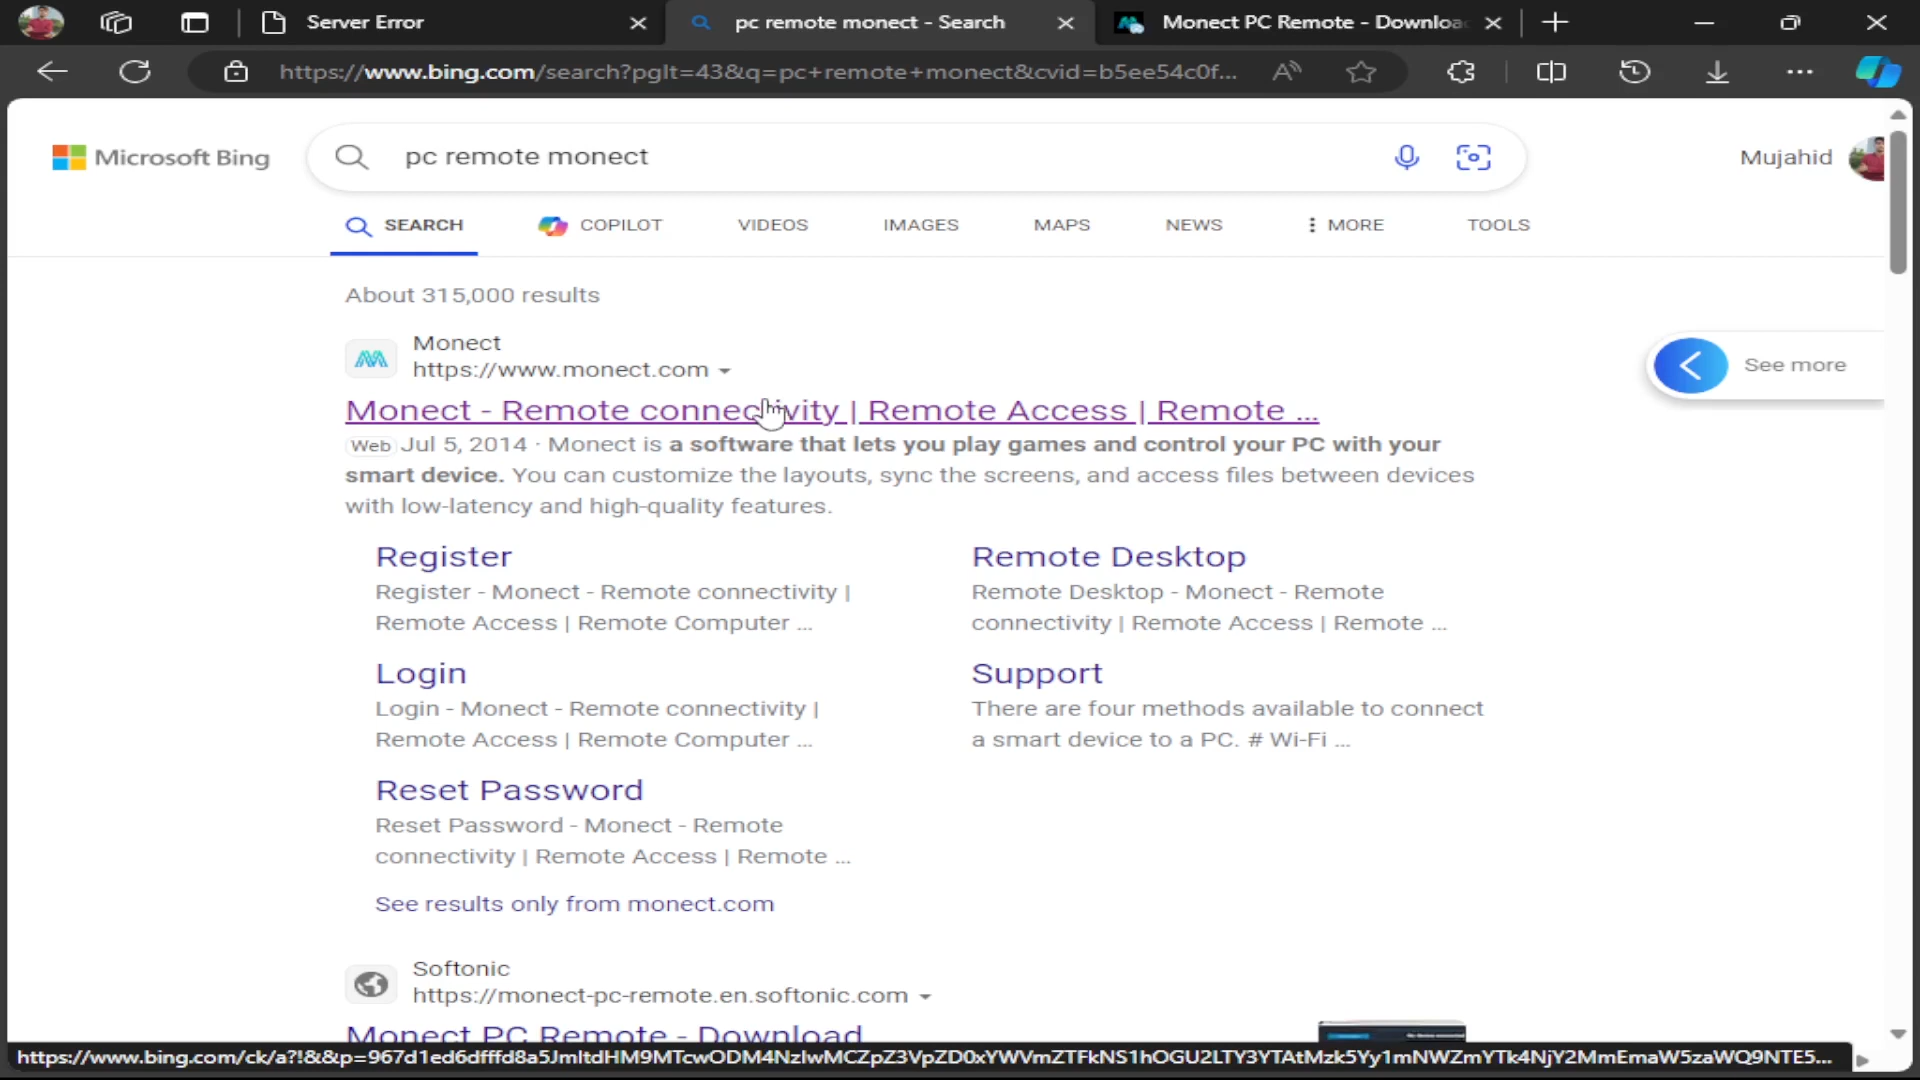 Server Error
pc remote monect - Search
Monect PC Remote - Downloa
https://www.bing.com/search?pglt=43&q=pc+remote+monect&cvid=b5ee54c0f...
Microsoft Bing
pc remote monect
Mujahid
SEARCH
COPILOT
VIDEOS
IMAGES
MAPS
NEWS
MORE
TOOLS
About 315,000 results
Monect
https://www.monect.com
See more
Monect - Remote connectivity | Remote Access | Remote ...
Web Jul 5, 2014 · Monect is a software that lets you play games and control your PC with your
smart device. You can customize the layouts, sync the screens, and access files between devices
with low-latency and high-quality features.
Register
Register - Monect - Remote connectivity |
Remote Access | Remote Computer ...
Remote Desktop
Remote Desktop - Monect - Remote
connectivity | Remote Access | Remote ...
Login
Login - Monect - Remote connectivity |
Remote Access | Remote Computer ...
Support
There are four methods available to connect
a smart device to a PC. # Wi-Fi ...
Reset Password
Reset Password - Monect - Remote
connectivity | Remote Access | Remote ...
See results only from monect.com
Softonic
https://monect-pc-remote.en.softonic.com
Monect PC Remote - Download